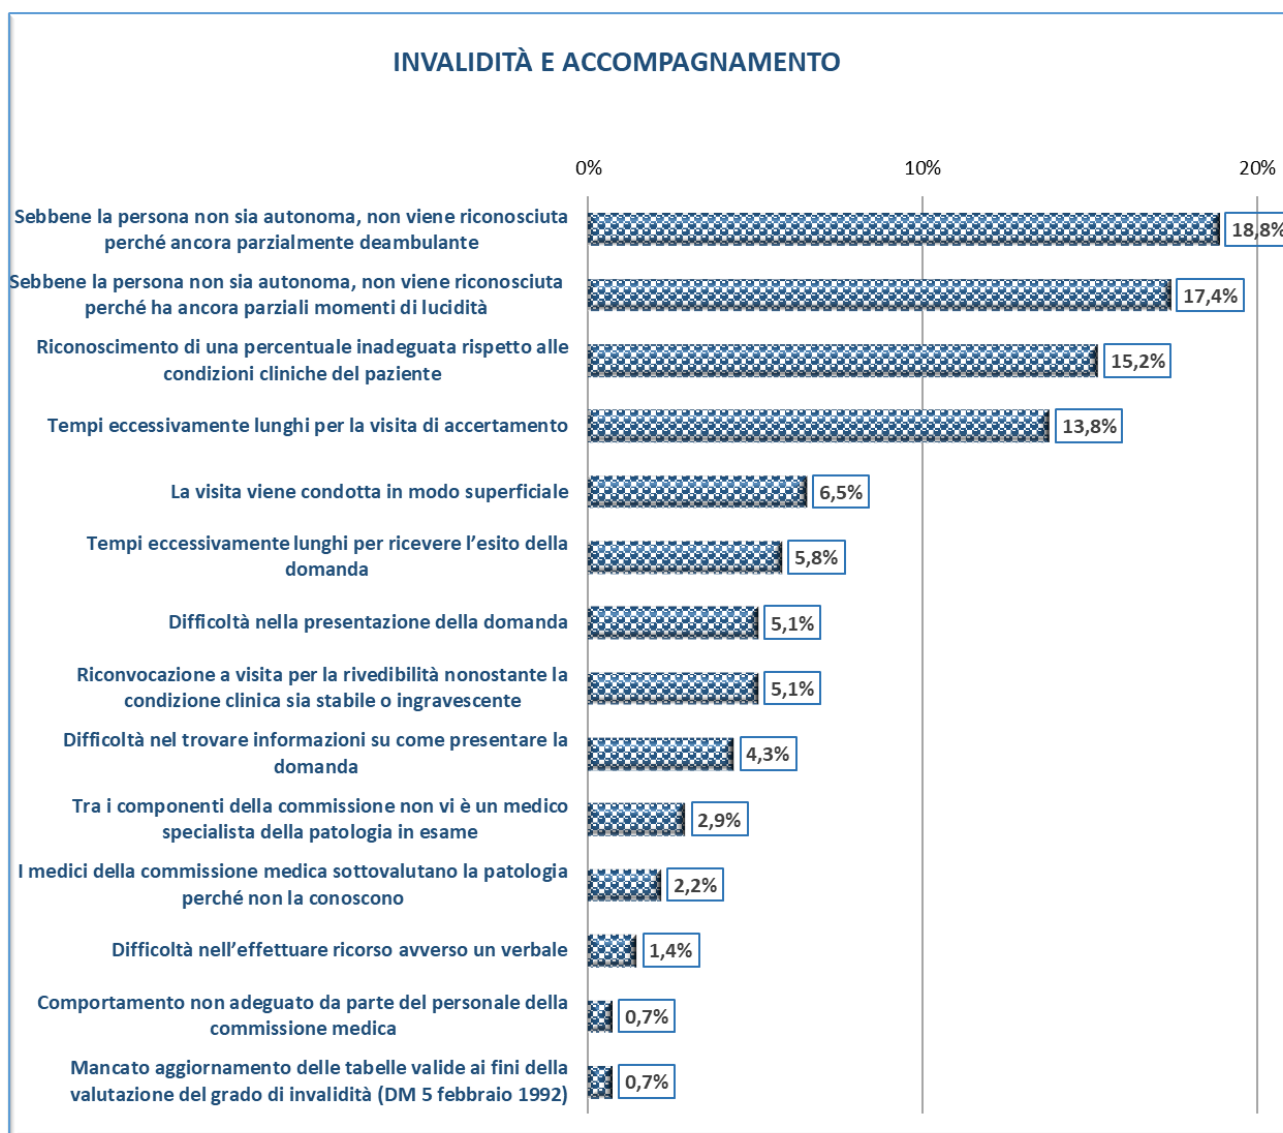 INVALIDITÀ E ACCOMPAGNAMENTO
0%
10%
20%
Sebbene la persona non sia autonoma, non viene riconosciuta
perché ancora parzialmente deambulante
18,8%
Sebbene la persona non sia autonoma, non viene riconosciuta
perché ha ancora parziali momenti di lucidità
17,4%
Riconoscimento di una percentuale inadeguata rispetto alle
condizioni cliniche del paziente
15,2%
Tempi eccessivamente lunghi per la visita di accertamento
13,8%
La visita viene condotta in modo superficiale
6,5%
Tempi eccessivamente lunghi per ricevere l’esito della
domanda
5,8%
Difficoltà nella presentazione della domanda
5,1%
Riconvocazione a visita per la rivedibilità nonostante la
condizione clinica sia stabile o ingravescente
5,1%
Difficoltà nel trovare informazioni su come presentare la
domanda
4,3%
Tra i componenti della commissione non vi è un medico
specialista della patologia in esame
2,9%
I medici della commissione medica sottovalutano la patologia
perché non la conoscono
2,2%
Difficoltà nell’effettuare ricorso avverso un verbale
1,4%
Comportamento non adeguato da parte del personale della
commissione medica
0,7%
Mancato aggiornamento delle tabelle valide ai fini della
valutazione del grado di invalidità (DM 5 febbraio 1992)
0,7%